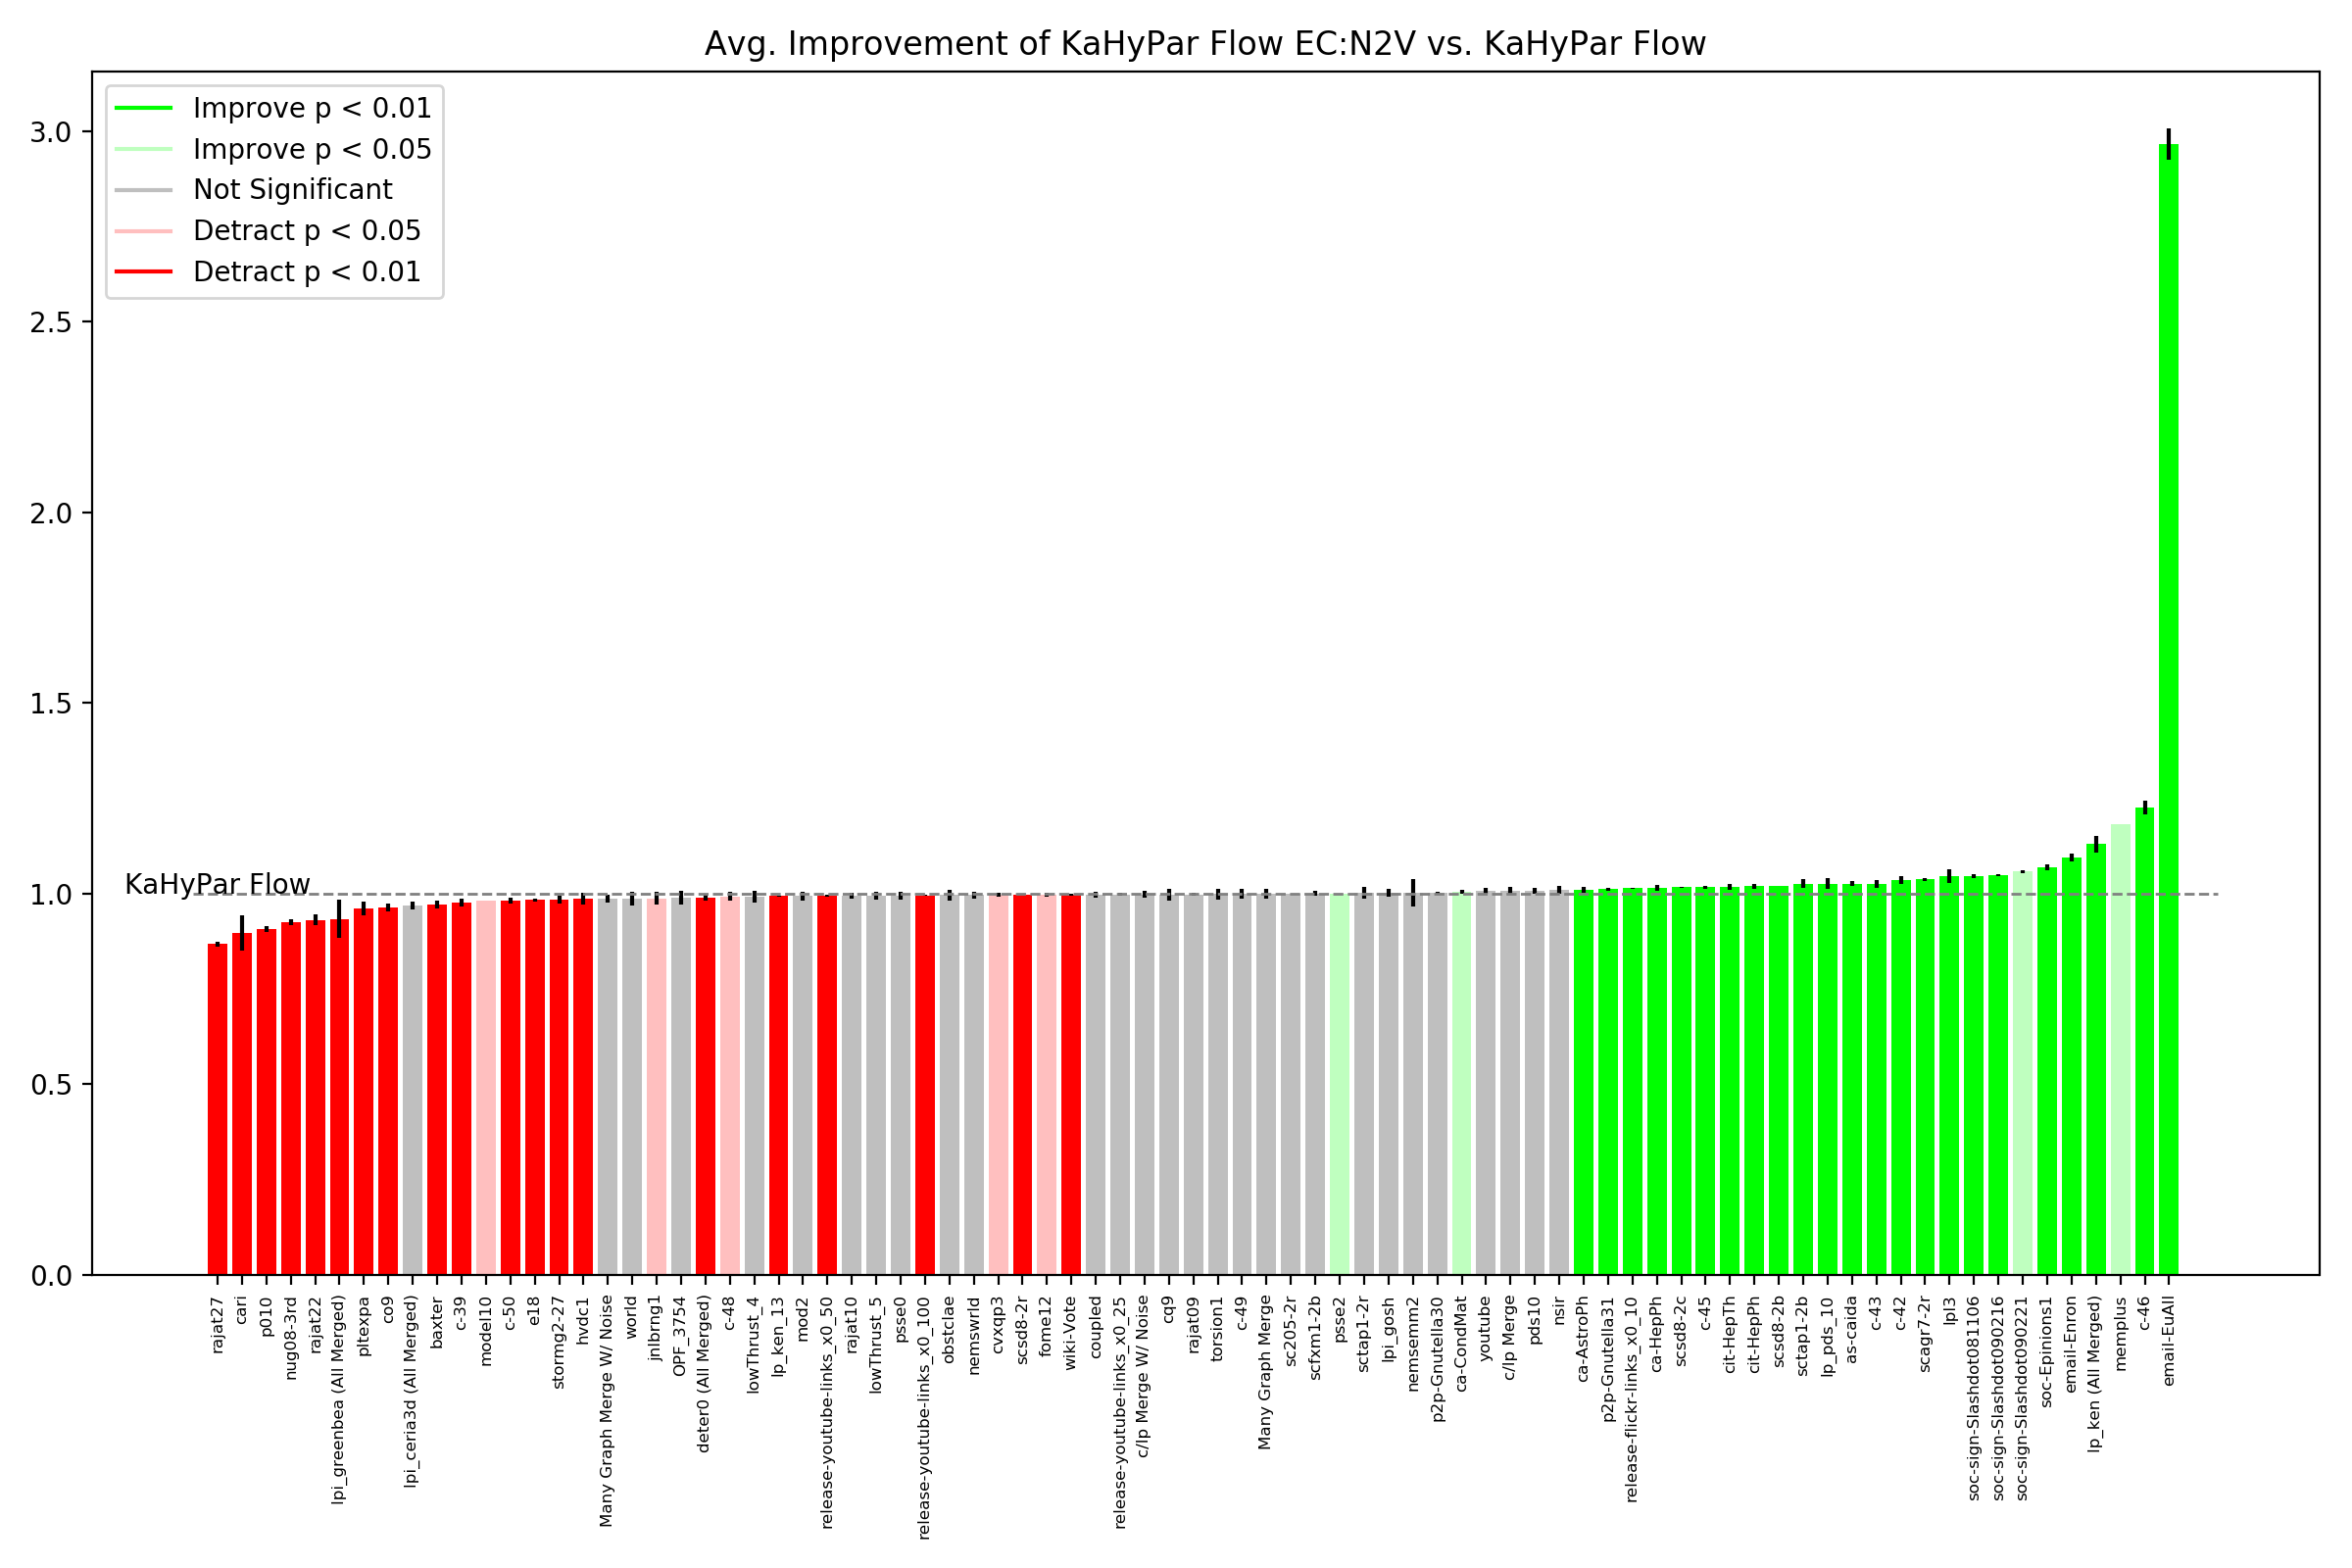 Avg. Improvement of KaHyPar Flow EC:N2V vs. KaHyPar Flow
Improve p < 0.01
Improve p < 0.05
Not Significant
Detract p < 0.05
Detract p < 0.01
3.0
2.5
2.0
1.5
1.0
0.5
0.0
KaHyPar Flow
rajat27
cari
p010
nug08-3rd
rajat22
lpi_greenbea (All Merged)
pltexpa
co9
lpi_ceria3d (All Merged)
baxter
c-39
model10
c-50
e18
stormg2-27
hvdc1
Many Graph Merge W/ Noise
world
jnlbrng1
OPF_3754
deter0 (All Merged)
c-48
lowThrust_4
lp_ken_13
mod2
release-youtube-links_x0_50
rajat10
lowThrust_5
psse0
release-youtube-links_x0_100
obstclae
nemswrld
cvxqp3
scsd8-2r
fome12
wiki-Vote
coupled
release-youtube-links_x0_25
c/lp Merge W/ Noise
cq9
rajat09
torsion1
c-49
Many Graph Merge
sc205-2r
scfxm1-2b
psse2
sctap1-2r
lpi_gosh
nemsemm2
p2p-Gnutella30
ca-CondMat
youtube
c/lp Merge
pds10
nsir
ca-AstroPh
p2p-Gnutella31
release-flickr-links_x0_10
ca-HepPh
scsd8-2c
c-45
cit-HepTh
cit-HepPh
scsd8-2b
sctap1-2b
lp_pds_10
as-caida
c-43
c-42
scagr7-2r
lpl3
soc-sign-Slashdot081106
soc-sign-Slashdot090216
soc-sign-Slashdot090221
soc-Epinions1
email-Enron
lp_ken (All Merged)
memplus
c-46
email-EuAll